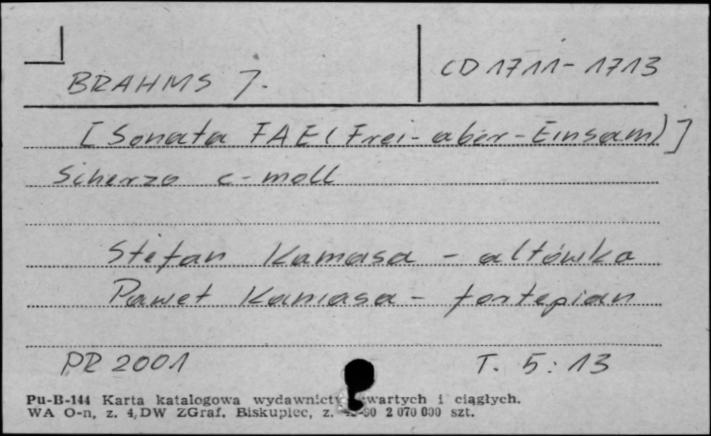 BRAHMS J.
CD 1711-1713
[Sonata FAE (Frei-aber-Einsam)]
Scherzo c-moll
Stefan Kamasa - altówka
Paweł Kamasa - fortepian
PR 2001
T. 5:13
Pu-B-144 Karta katalogowa wydawnictw zwartych i ciągłych.
WA O-n, z. 4, DW ZGraf. Biskupiec, z. 2 070 000 szt.